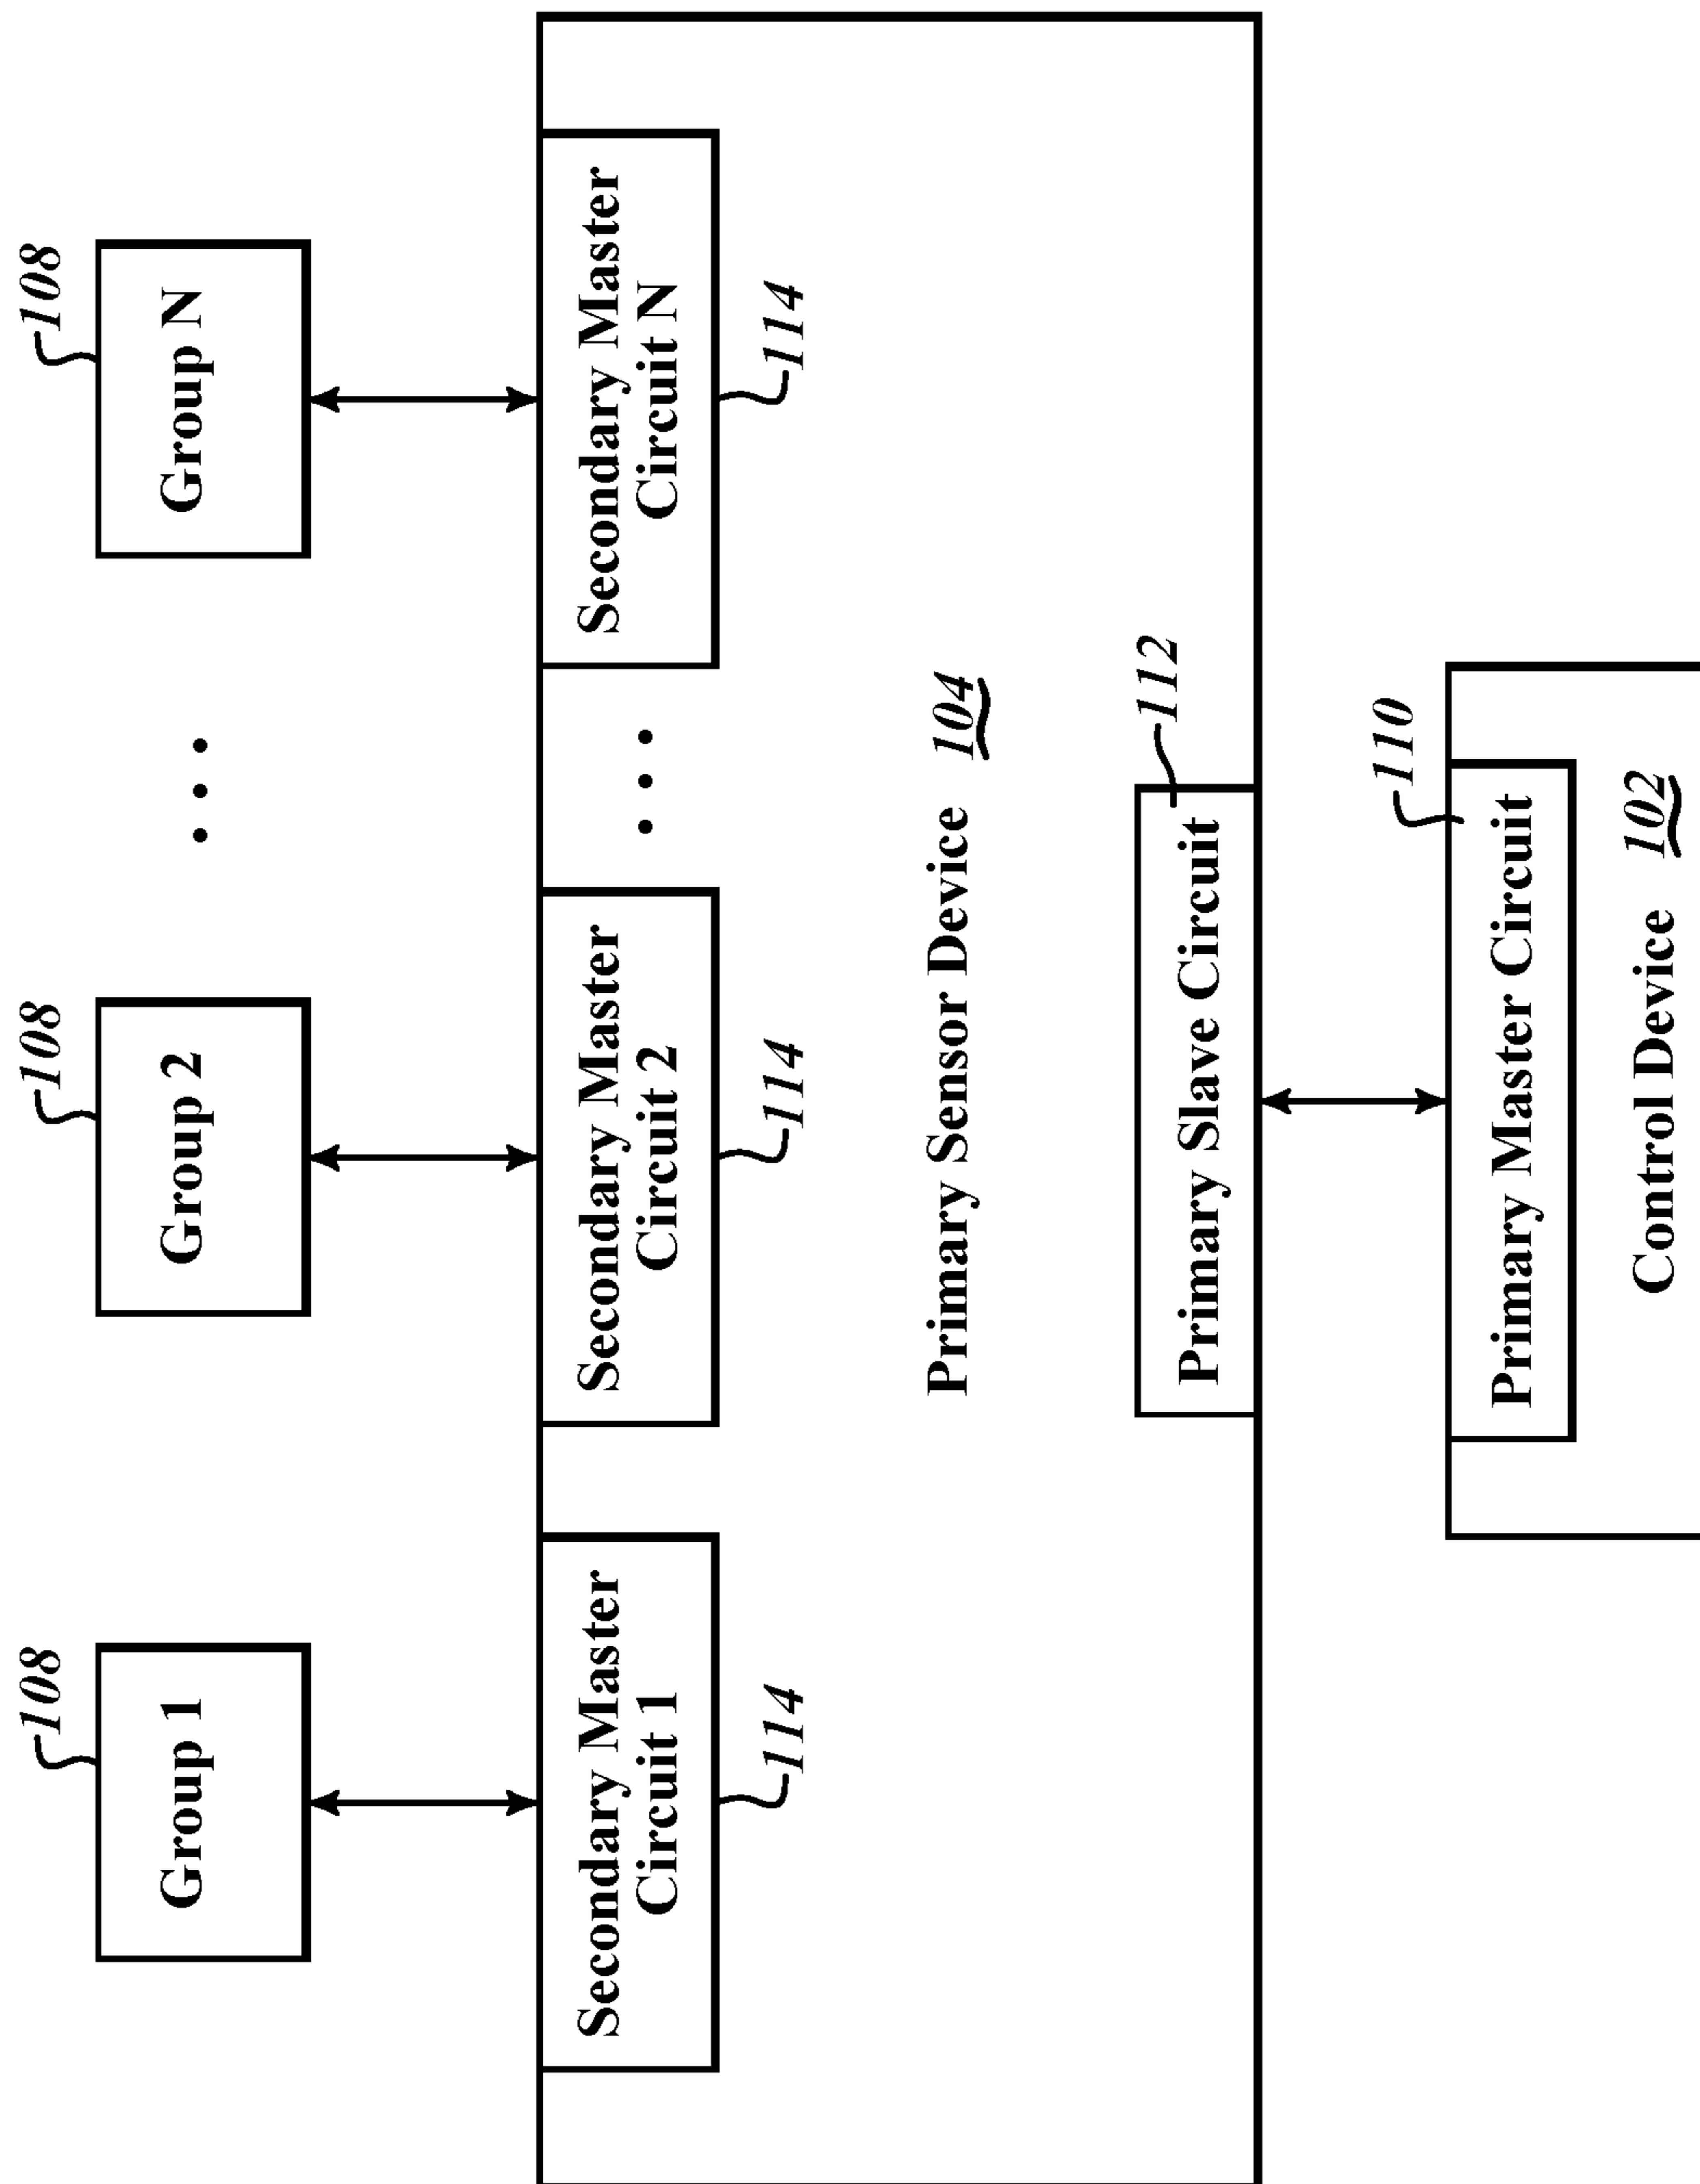 108
108
108
Group 1
Group 2
Group N
Secondary Master
Circuit 1
Secondary Master
Circuit 2
Secondary Master
Circuit N
114
114
114
Primary Sensor Device 104
112
Primary Slave Circuit
110
Primary Master Circuit
Control Device 102